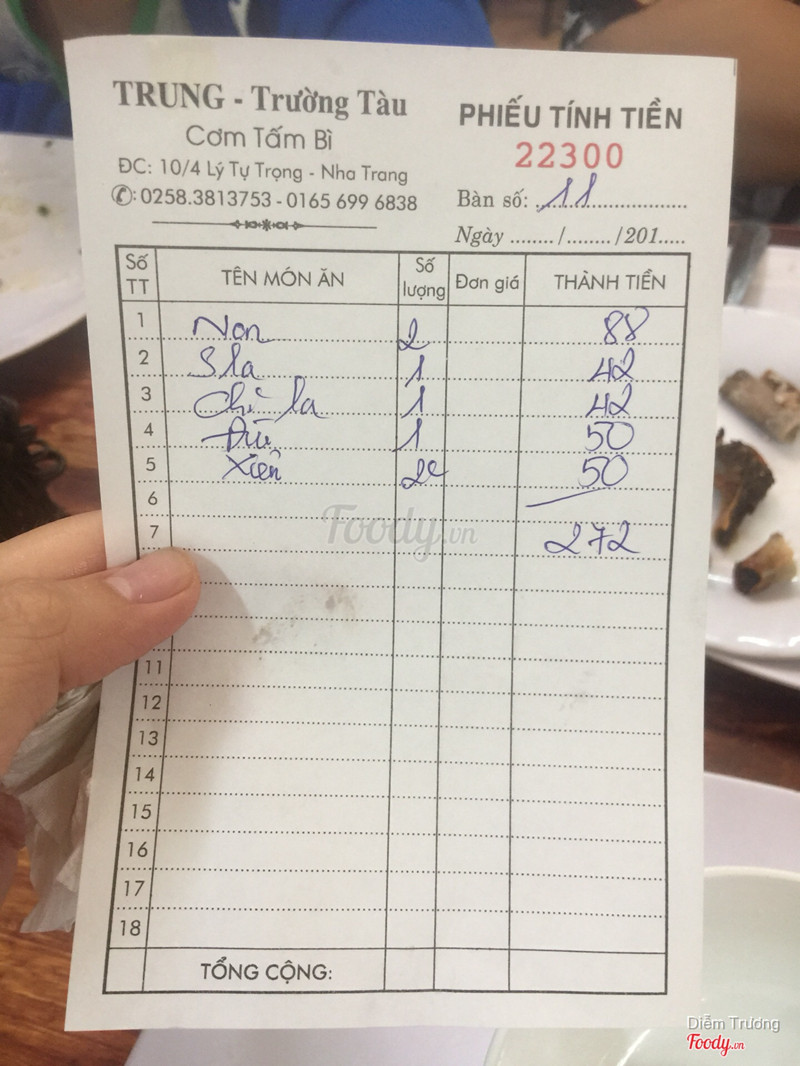 TRUNG - Trường Tàu
Cơm Tấm Bì
ĐC: 10/4 Lý Tự Trọng - Nha Trang
✆: 0258.3813753 - 0165 699 6838
PHIẾU TÍNH TIỀN
22300
Bàn số: 11
Ngày ......../......../201.....
Số TT TÊN MÓN ĂN Số lượng Đơn giá THÀNH TIỀN
1 Non 2 88
2 S la 1 42
3 Chè la 1 42
4 1 50
5 Xiên 2c 50
6
7 272
11
12
13
14
15
16
17
18
TỔNG CỘNG:
Foody.vn
Diễm Trương
Foody.vn